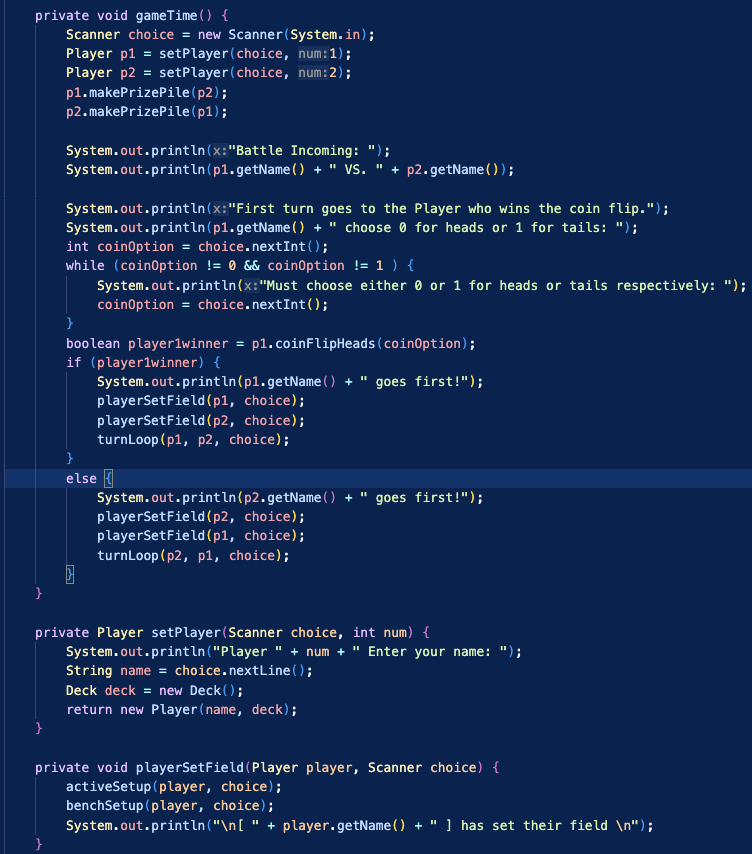 private void gameTime() {
    Scanner choice = new Scanner(System.in);
    Player p1 = setPlayer(choice, num:1);
    Player p2 = setPlayer(choice, num:2);
    p1.makePrizePile(p2);
    p2.makePrizePile(p1);

    System.out.println(x:"Battle Incoming: ");
    System.out.println(p1.getName() + " VS. " + p2.getName());

    System.out.println(x:"First turn goes to the Player who wins the coin flip.");
    System.out.println(p1.getName() + " choose 0 for heads or 1 for tails: ");
    int coinOption = choice.nextInt();
    while (coinOption != 0 && coinOption != 1 ) {
        System.out.println(x:"Must choose either 0 or 1 for heads or tails respectively: ");
        coinOption = choice.nextInt();
    }
    boolean player1winner = p1.coinFlipHeads(coinOption);
    if (player1winner) {
        System.out.println(p1.getName() + " goes first!");
        playerSetField(p1, choice);
        playerSetField(p2, choice);
        turnLoop(p1, p2, choice);
    }
    else {
        System.out.println(p2.getName() + " goes first!");
        playerSetField(p2, choice);
        playerSetField(p1, choice);
        turnLoop(p2, p1, choice);
    }
}

private Player setPlayer(Scanner choice, int num) {
    System.out.println("Player " + num + " Enter your name: ");
    String name = choice.nextLine();
    Deck deck = new Deck();
    return new Player(name, deck);
}

private void playerSetField(Player player, Scanner choice) {
    activeSetup(player, choice);
    benchSetup(player, choice);
    System.out.println("\n[ " + player.getName() + " ] has set their field \n");
}